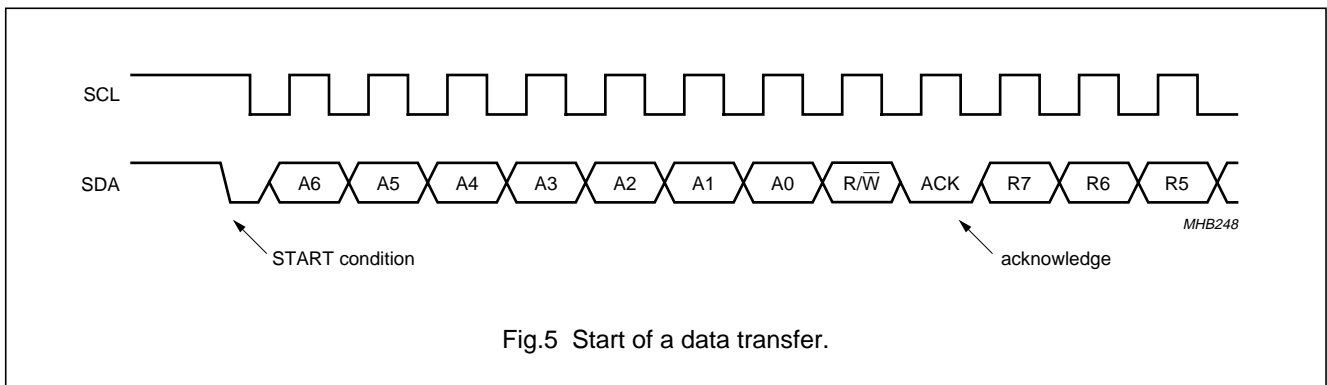 SCL
SDA A6 A5 A4 A3 A2 A1 A0 R/W̅ ACK R7 R6 R5
MHB248
START condition acknowledge
Fig.5 Start of a data transfer.